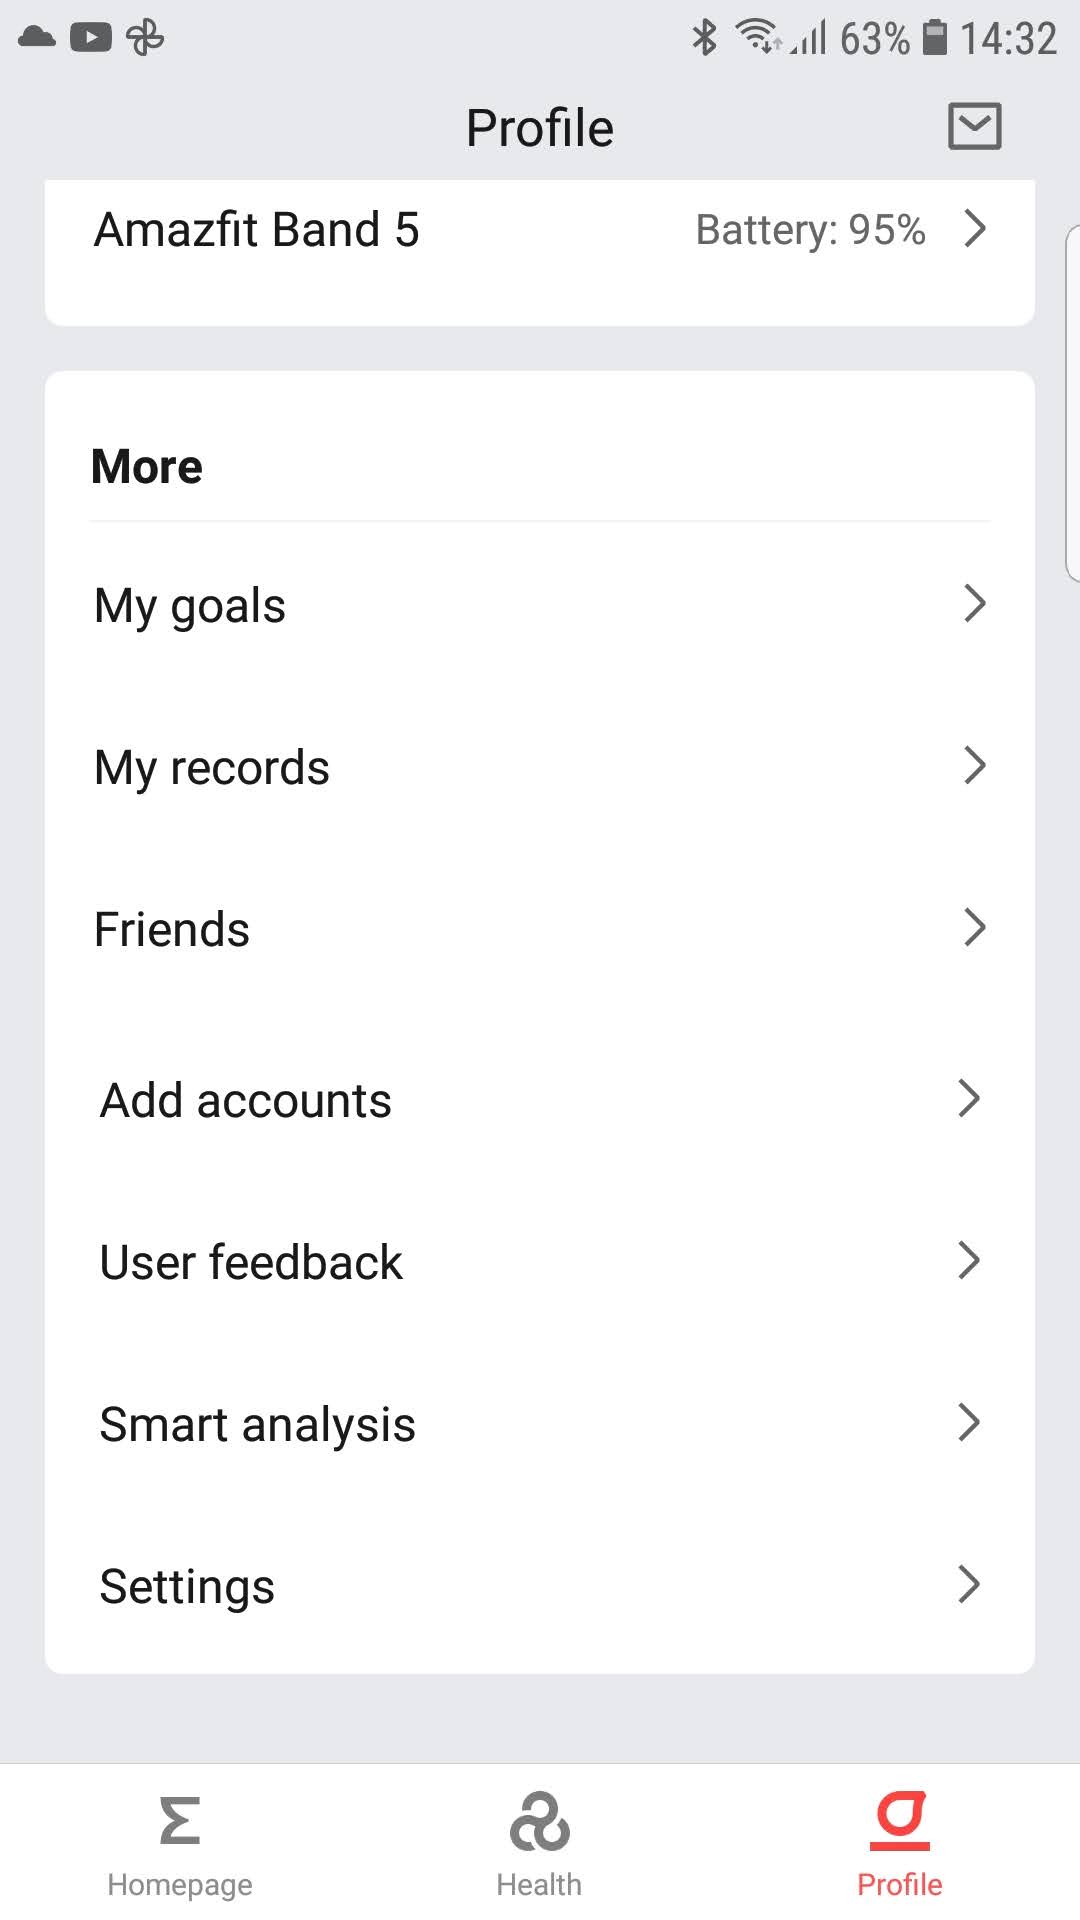 63% 14:32
Profile
Amazfit Band 5 Battery: 95%
More
My goals
My records
Friends
Add accounts
User feedback
Smart analysis
Settings
Homepage Health Profile